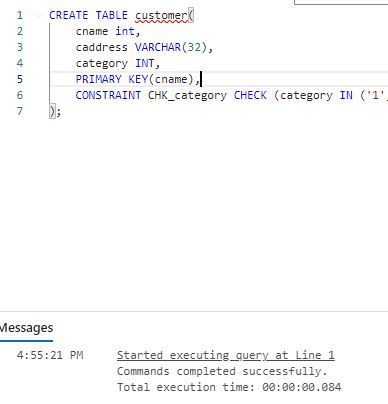 1 CREATE TABLE customer(
2 cname int,
3 caddress VARCHAR(32),
4 category INT,
5 PRIMARY KEY(cname),
6 CONSTRAINT CHK_category CHECK (category IN ('1',
7 );
Messages
4:55:21 PM Started executing query at Line 1
Commands completed successfully.
Total execution time: 00:00:00.084